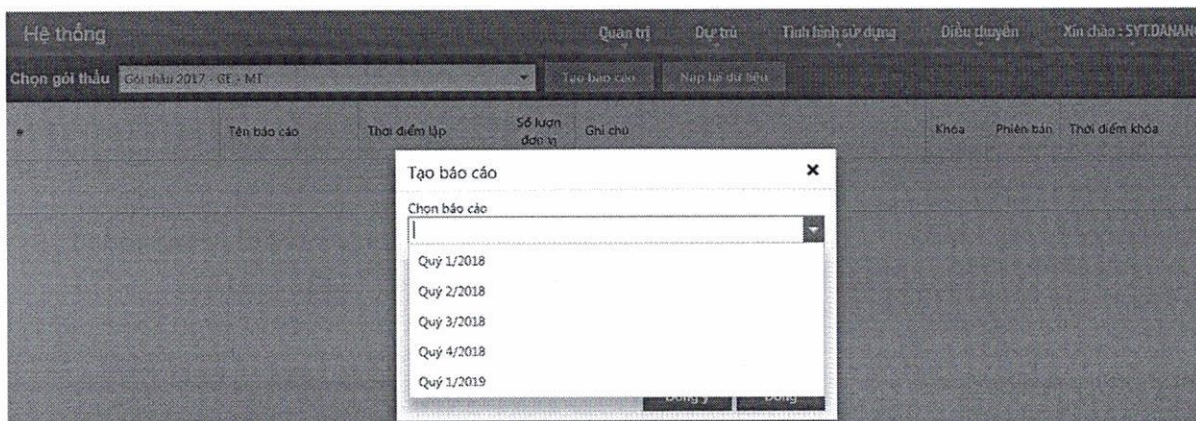 Hệ thống Quản trị Dự trù Tình hình sử dụng Điều chuyển Xin chào : SYT.DANANG
Chọn gói thầu Gói thầu 2017 - GE - MT Tạo báo cáo Nạp lại dữ liệu
# Tên báo cáo Thời điểm lập Số lượn Ghi chú Khóa Phiên bản Thời điểm khóa
đơn vị
Tạo báo cáo
Chọn báo cáo
Quý 1/2018
Quý 2/2018
Quý 3/2018
Quý 4/2018
Quý 1/2019
Đồng ý Đóng